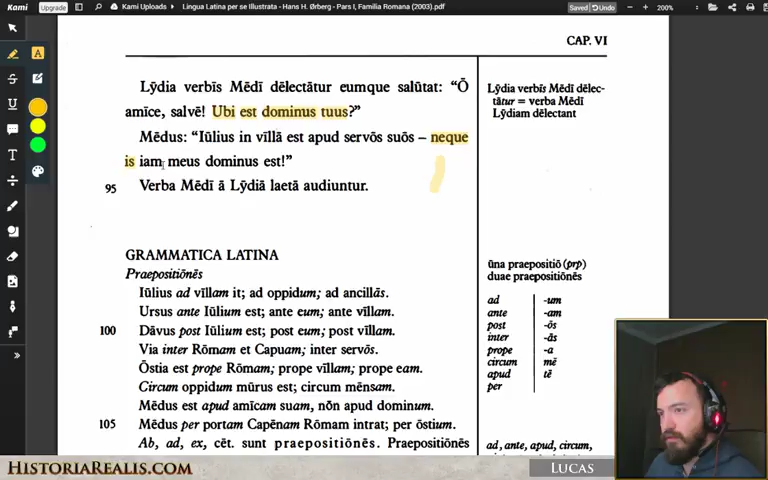 Kami
Upgrade
Kami Uploads
Lingua Latina per se Illustrata - Hans H. Ørberg - Pars I, Familia Romana (2003).pdf
Saved
Undo
200%
CAP. VI
Lȳdia verbīs Mēdī dēlectātur eumque salūtat: “Ō
amīce, salvē! Ubi est dominus tuus?”
Mēdus: “Iūlius in vīllā est apud servōs suōs – neque
is iam meus dominus est!”
95 Verba Mēdī ā Lȳdiā laetā audiuntur.
Lȳdia verbīs Mēdī dēlec-
tātur = verba Mēdī
Lȳdiam dēlectant
GRAMMATICA LATINA
Praepositiōnēs
Iūlius ad vīllam it; ad oppidum; ad ancillās.
Ursus ante Iūlium est; ante eum; ante vīllam.
100 Dāvus post Iūlium est; post eum; post vīllam.
Via inter Rōmam et Capuam; inter servōs.
Ōstia est prope Rōmam; prope vīllam; prope eam.
Circum oppidum mūrus est; circum mēnsam.
Mēdus est apud amīcam suam, nōn apud dominum.
105 Mēdus per portam Capēnam Rōmam intrat; per ōstium.
Ab, ad, ex, cēt. sunt praepositiōnēs. Praepositiōnēs
ūna praepositiō (prp)
duae praepositiōnēs
ad -um
ante -am
post -ōs
inter -ās
prope -a
circum mē
apud tē
per
ad, ante, apud, circum,
HISTORIAREALIS.COM
LUCAS